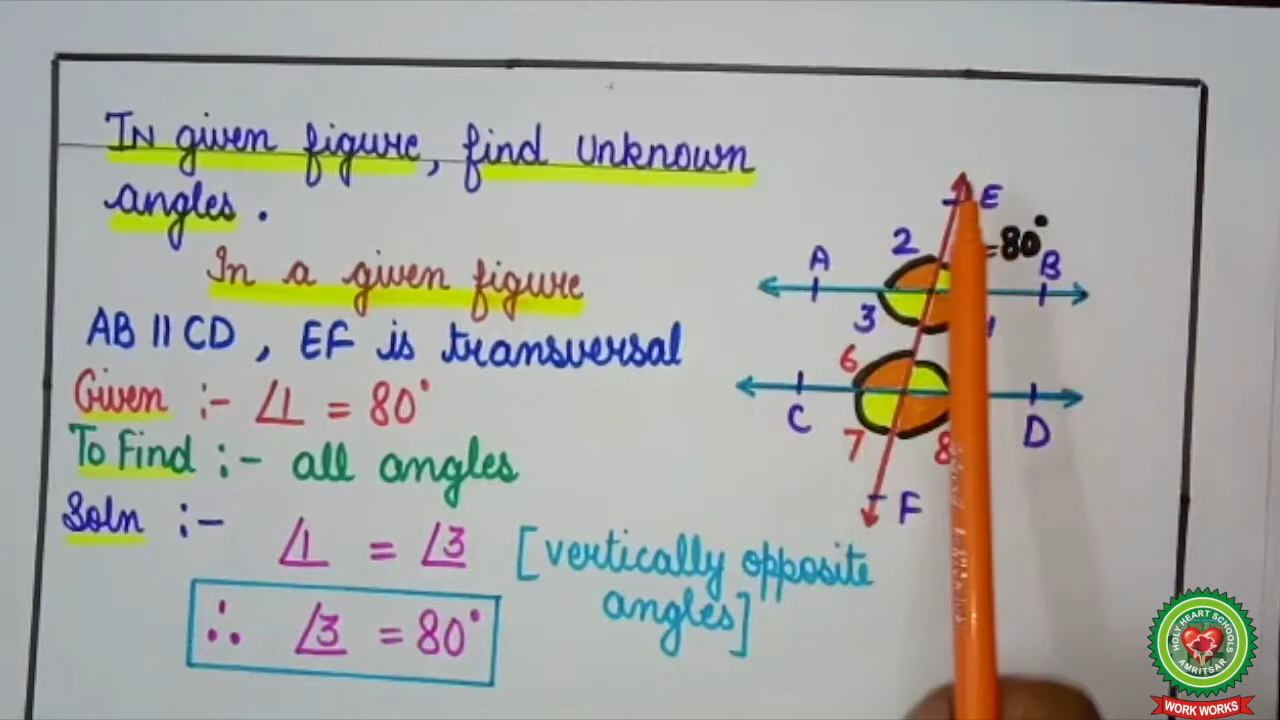 In given figure, find unknown
angles.
In a given figure
AB || CD, EF is transversal
Given :- ∠1 = 80°
To Find :- all angles
Soln :-
∠1 = ∠3 [vertically opposite
angles]
∴ ∠3 = 80°
E
2 = 80°
A B
3
6
C D
7 8
F
HOLY HEART SCHOOLS
AMRITSAR
WORK WORKS